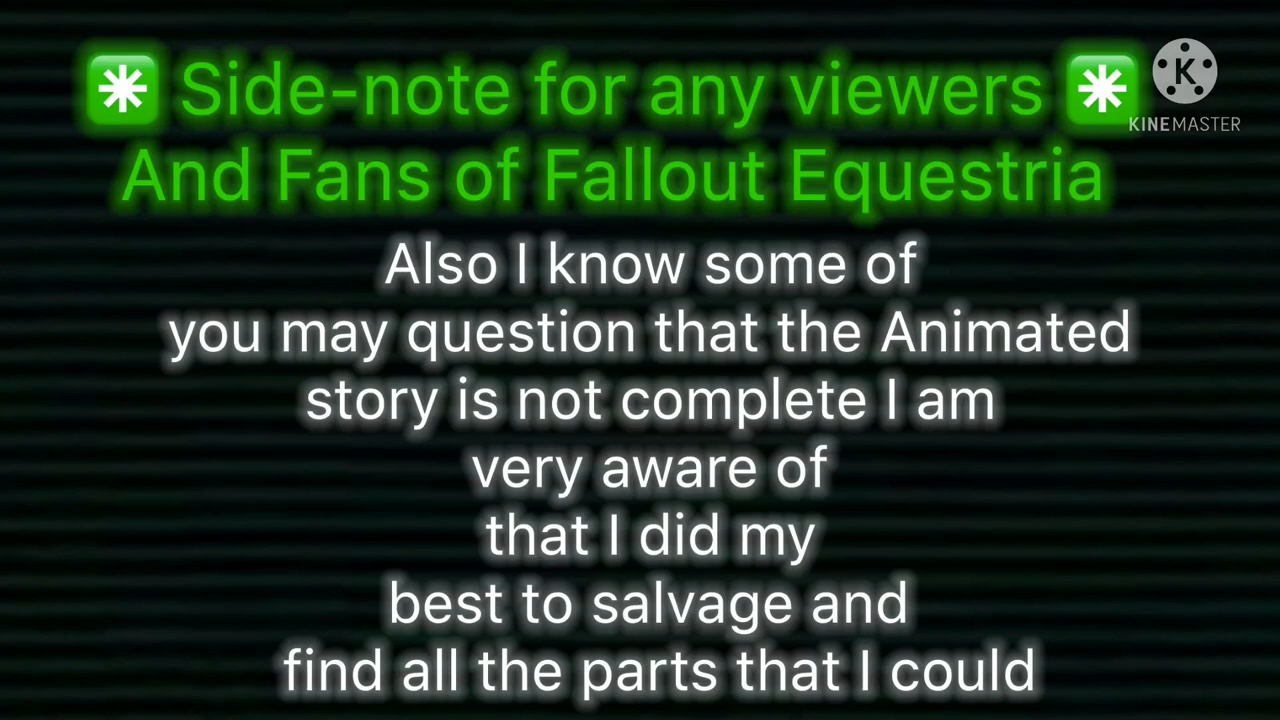 ✳️ Side-note for any viewers ✳️
K
KINEMASTER
And Fans of Fallout Equestria
Also I know some of
you may question that the Animated
story is not complete I am
very aware of
that I did my
best to salvage and
find all the parts that I could